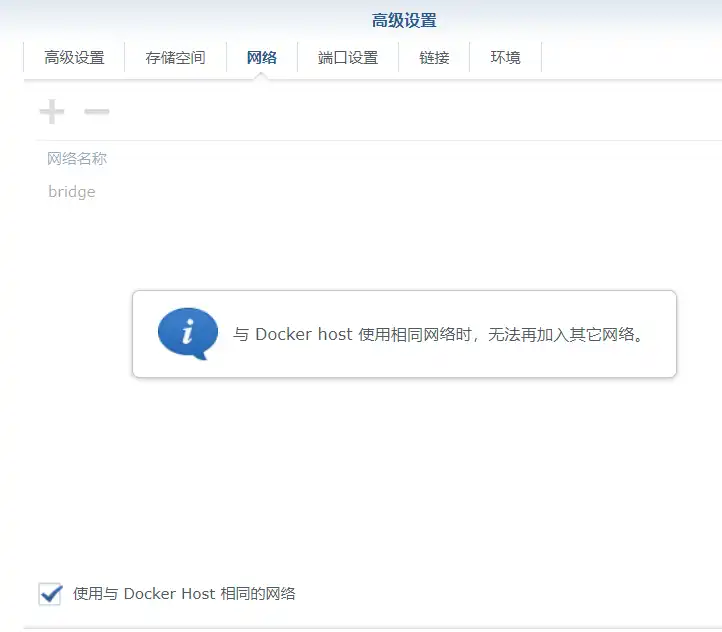 高级设置
高级设置 存储空间 网络 端口设置 链接 环境
网络名称
bridge
与 Docker host 使用相同网络时，无法再加入其它网络。
使用与 Docker Host 相同的网络